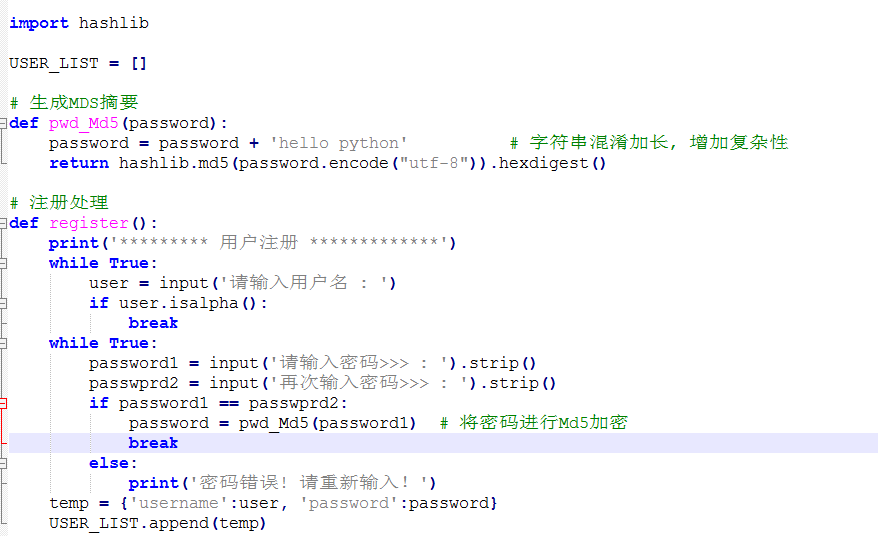 import hashlib
USER_LIST = []
# 生成MDS摘要
def pwd_Md5(password):
    password = password + 'hello python'          # 字符串混淆加长, 增加复杂性
    return hashlib.md5(password.encode("utf-8")).hexdigest()
# 注册处理
def register():
    print('********* 用户注册 *************')
    while True:
        user = input('请输入用户名 : ')
        if user.isalpha():
            break
    while True:
        password1 = input('请输入密码>>> : ').strip()
        passwprd2 = input('再次输入密码>>> : ').strip()
        if password1 == passwprd2:
            password = pwd_Md5(password1)  # 将密码进行Md5加密
            break
        else:
            print('密码错误! 请重新输入! ')
    temp = {'username':user, 'password':password}
    USER_LIST.append(temp)